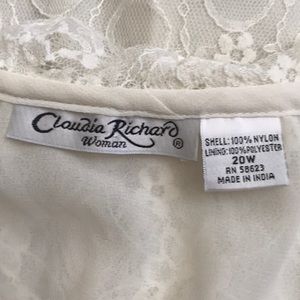 Claudia Richard
Woman ®
SHELL: 100% NYLON
LINING: 100% POLYESTER
20W
RN 58623
MADE IN INDIA